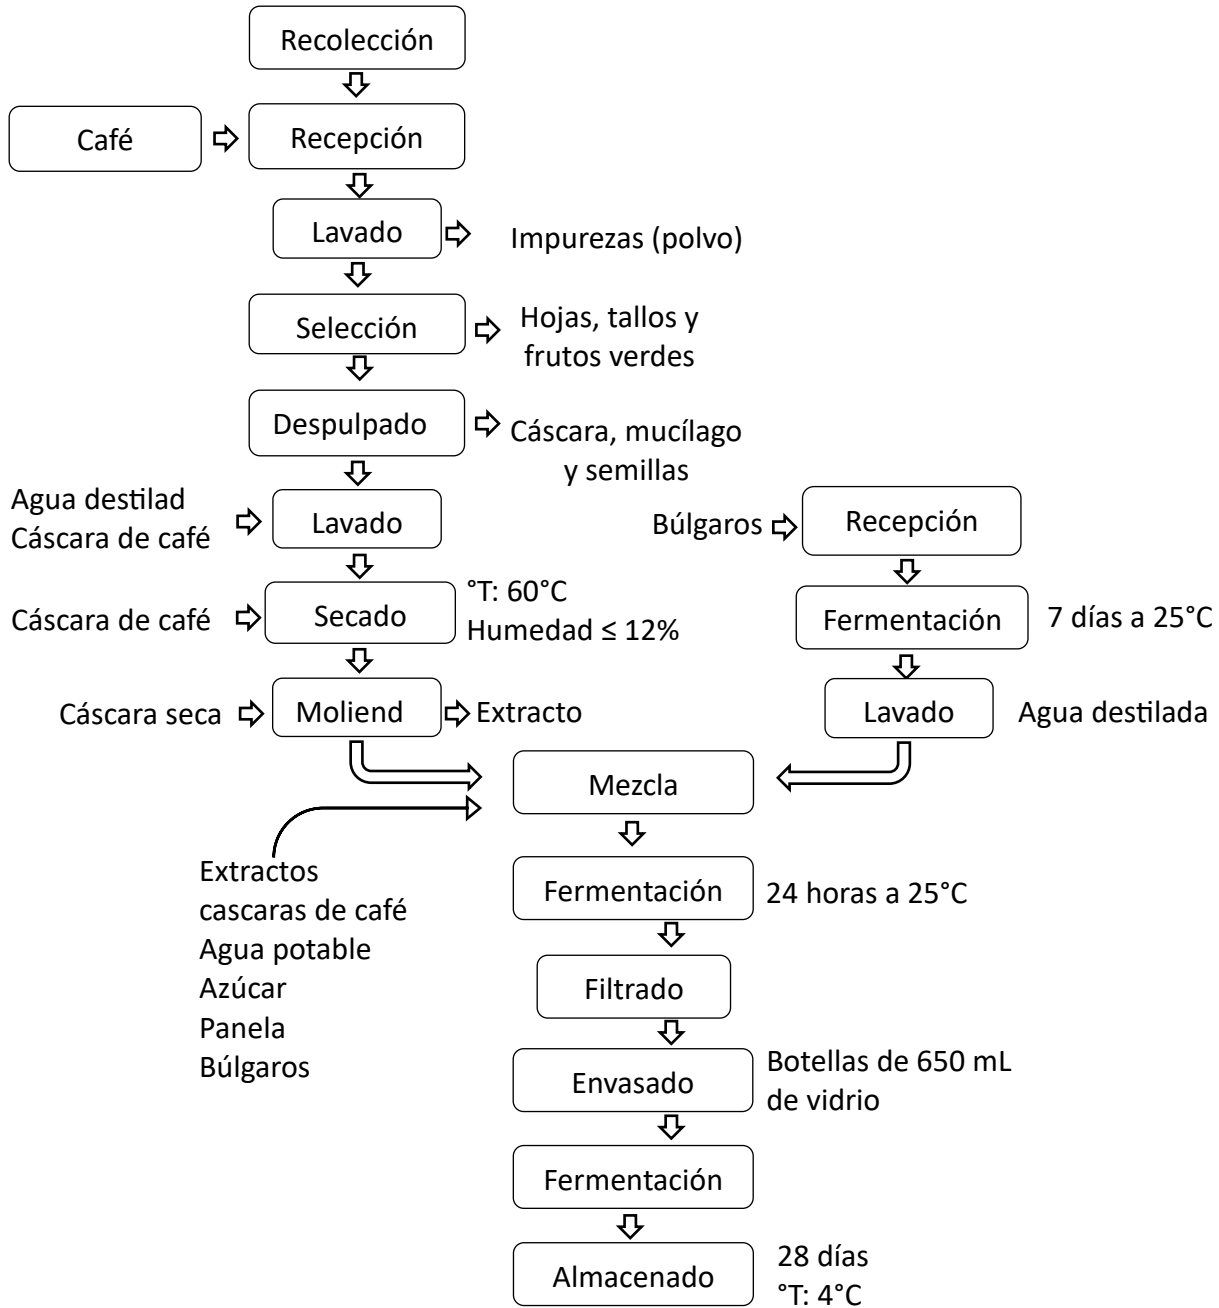 Recolección
Café
Recepción
Lavado
Impurezas (polvo)
Selección
Hojas, tallos y
frutos verdes
Despulpado
Cáscara, mucílago
y semillas
Agua destilad
Cáscara de café
Lavado
Búlgaros
Recepción
Cáscara de café
Secado
°T: 60°C
Humedad ≤ 12%
Fermentación
7 días a 25°C
Cáscara seca
Moliend
Extracto
Lavado
Agua destilada
Mezcla
Extractos
cascaras de café
Agua potable
Azúcar
Panela
Búlgaros
Fermentación
24 horas a 25°C
Filtrado
Envasado
Botellas de 650 mL
de vidrio
Fermentación
Almacenado
28 días
°T: 4°C